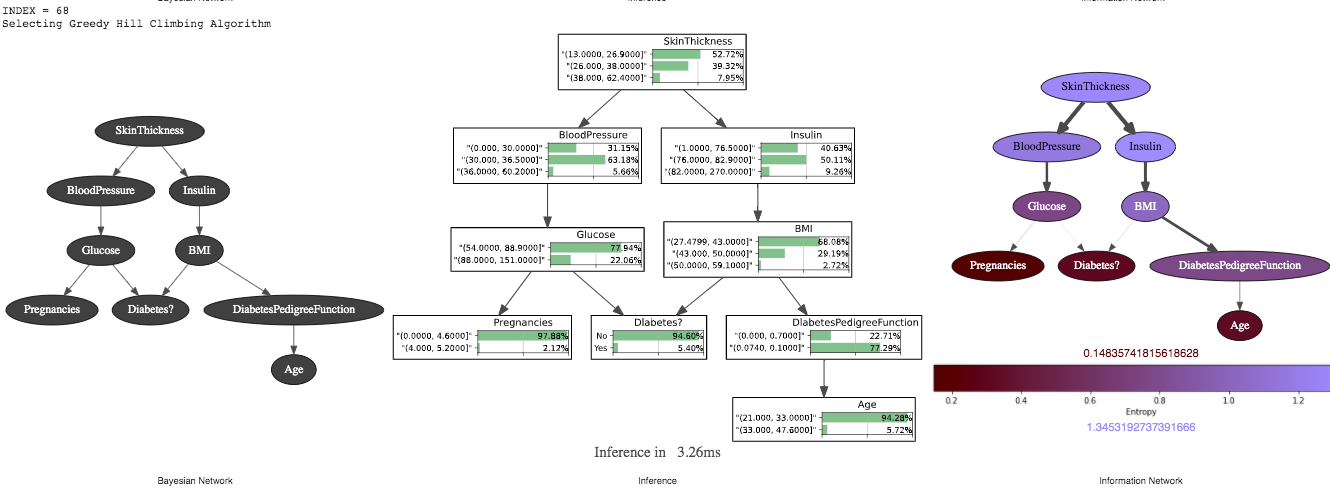 Bayesian Network
Inference
Information Network
INDEX = 68
Selecting Greedy Hill Climbing Algorithm
SkinThickness
BloodPressure
Insulin
Glucose
BMI
Pregnancies
Diabetes?
DiabetesPedigreeFunction
Age
SkinThickness
"(13.0000, 26.9000]" 52.72%
"(26.000, 38.0000]" 39.32%
"(38.000, 62.4000]" 7.95%
BloodPressure
"(0.000, 30.0000]" 31.15%
"(30.000, 36.5000]" 63.18%
"(36.0000, 60.2000]" 5.66%
Insulin
"(1.0000, 76.5000]" 40.63%
"(76.0000, 82.9000]" 50.11%
"(82.0000, 270.0000]" 9.26%
Glucose
"(54.0000, 88.9000]" 77.94%
"(88.0000, 151.0000]" 22.06%
BMI
"(27.4799, 43.0000]" 68.08%
"(43.000, 50.0000]" 29.19%
"(50.0000, 59.1000]" 2.72%
Pregnancies
"(0.0000, 4.6000]" 97.88%
"(4.000, 5.2000]" 2.12%
Diabetes?
No 94.60%
Yes 5.40%
DiabetesPedigreeFunction
"(0.000, 0.7000]" 22.71%
"(0.0740, 0.1000]" 77.29%
Age
"(21.000, 33.0000]" 94.28%
"(33.000, 47.6000]" 5.72%
Inference in 3.26ms
SkinThickness
BloodPressure
Insulin
Glucose
BMI
Pregnancies
Diabetes?
DiabetesPedigreeFunction
Age
0.14835741815618628
0.2 0.4 0.6 0.8 1.0 1.2
Entropy
1.3453192737391666
Bayesian Network
Inference
Information Network